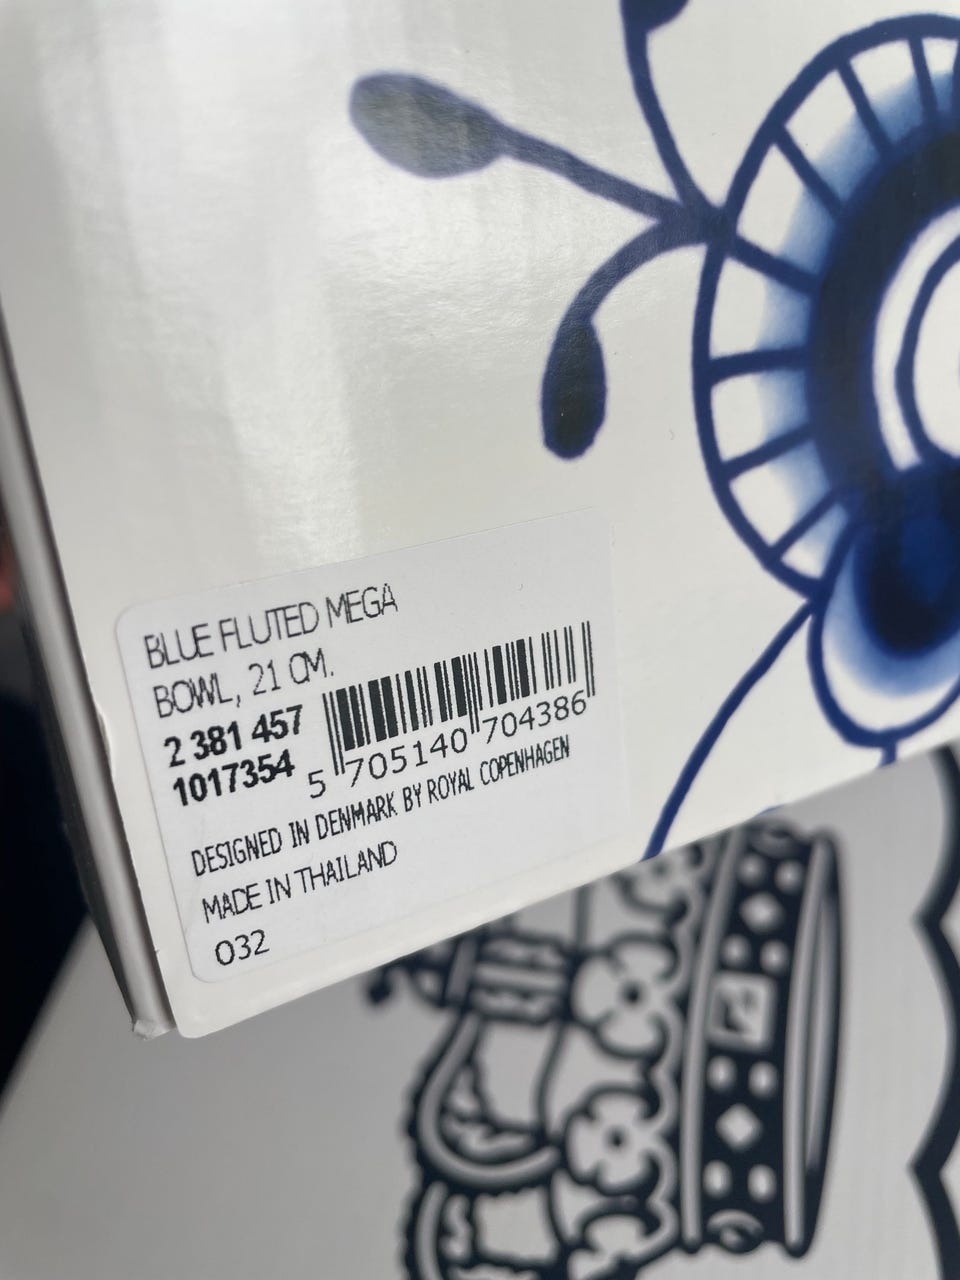 BLUE FLUTED MEGA
BOWL, 21 CM.
2 381 457
1017354
5 705140 704386
DESIGNED IN DENMARK BY ROYAL COPENHAGEN
MADE IN THAILAND
032